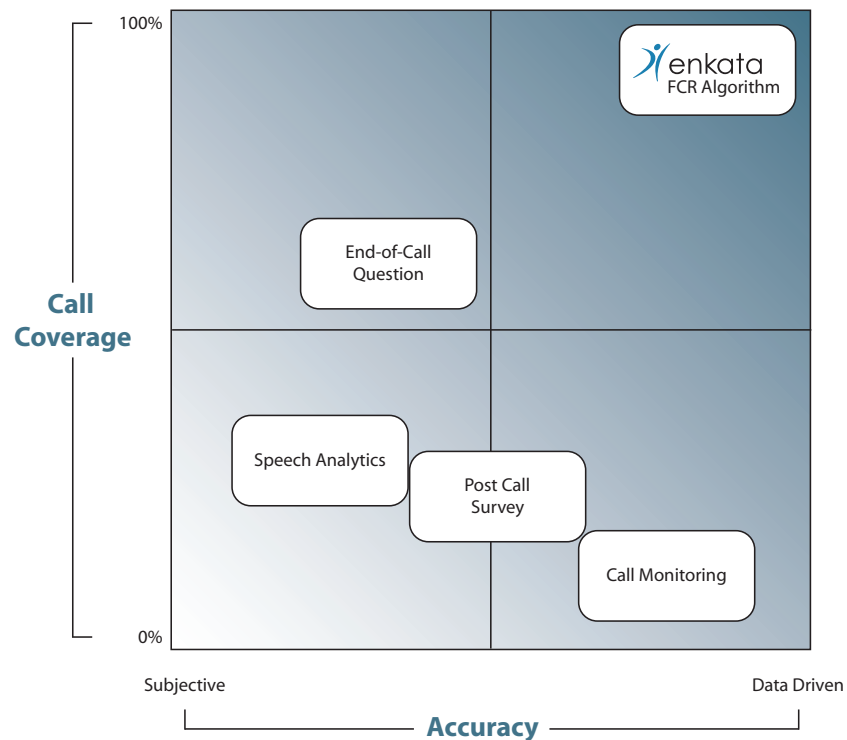 100%
enkata
FCR Algorithm
End-of-Call
Question
Call
Coverage
Speech Analytics
Post Call
Survey
Call Monitoring
0%
Subjective
Data Driven
Accuracy